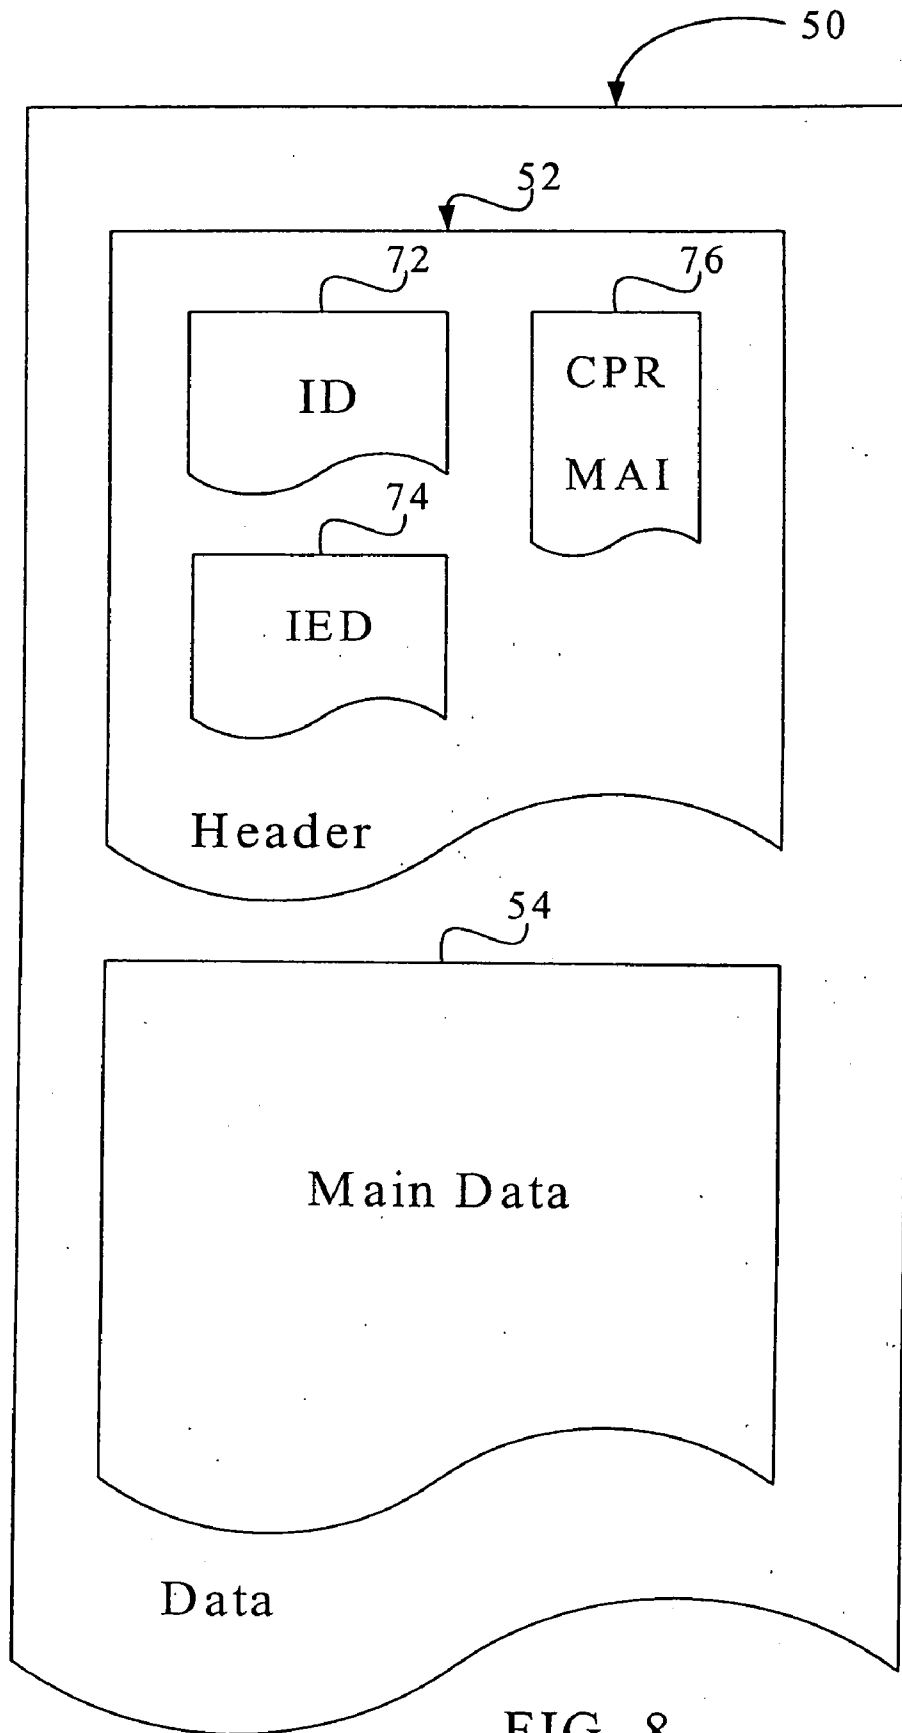 50
52
72
76
ID
CPR
MAI
74
IED
Header
54
Main Data
Data
FIG. 8